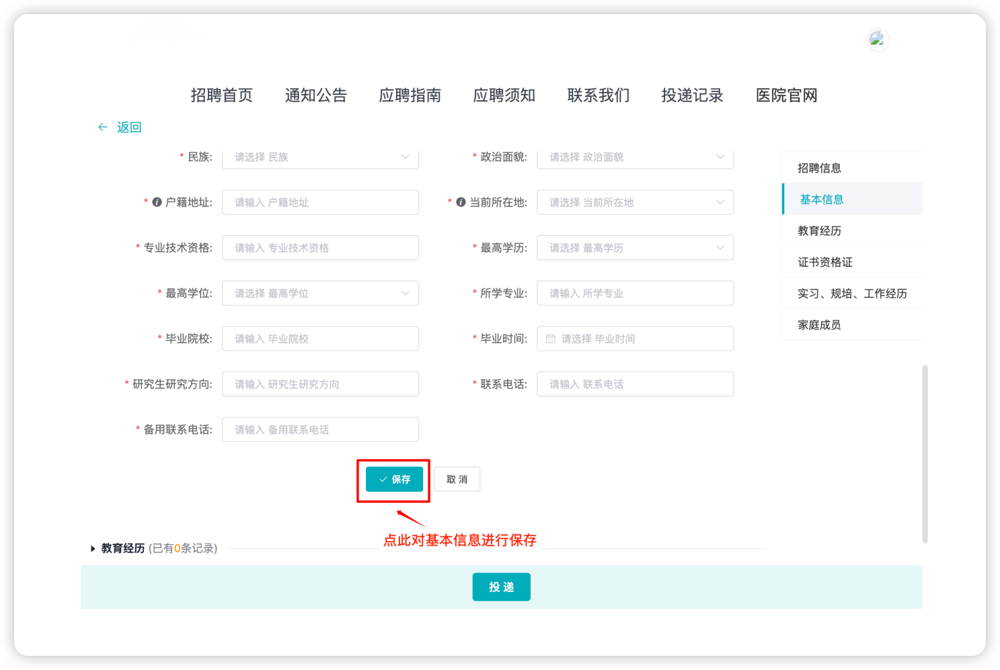 招聘首页 通知公告 应聘指南 应聘须知 联系我们 投递记录 医院官网
← 返回
* 民族: 请选择 民族 * 政治面貌: 请选择 政治面貌
* 户籍地址: 请输入 户籍地址 * 当前所在地: 请选择 当前所在地
* 专业技术资格: 请输入 专业技术资格 * 最高学历: 请选择 最高学历
* 最高学位: 请选择 最高学位 * 所学专业: 请输入 所学专业
* 毕业院校: 请输入 毕业院校 * 毕业时间: 请选择 毕业时间
* 研究生研究方向: 请输入 研究生研究方向 * 联系电话: 请输入 联系电话
* 备用联系电话: 请输入 备用联系电话
保存 取 消
点此对基本信息进行保存
教育经历 (已有0条记录)
投 递
招聘信息
基本信息
教育经历
证书资格证
实习、规培、工作经历
家庭成员